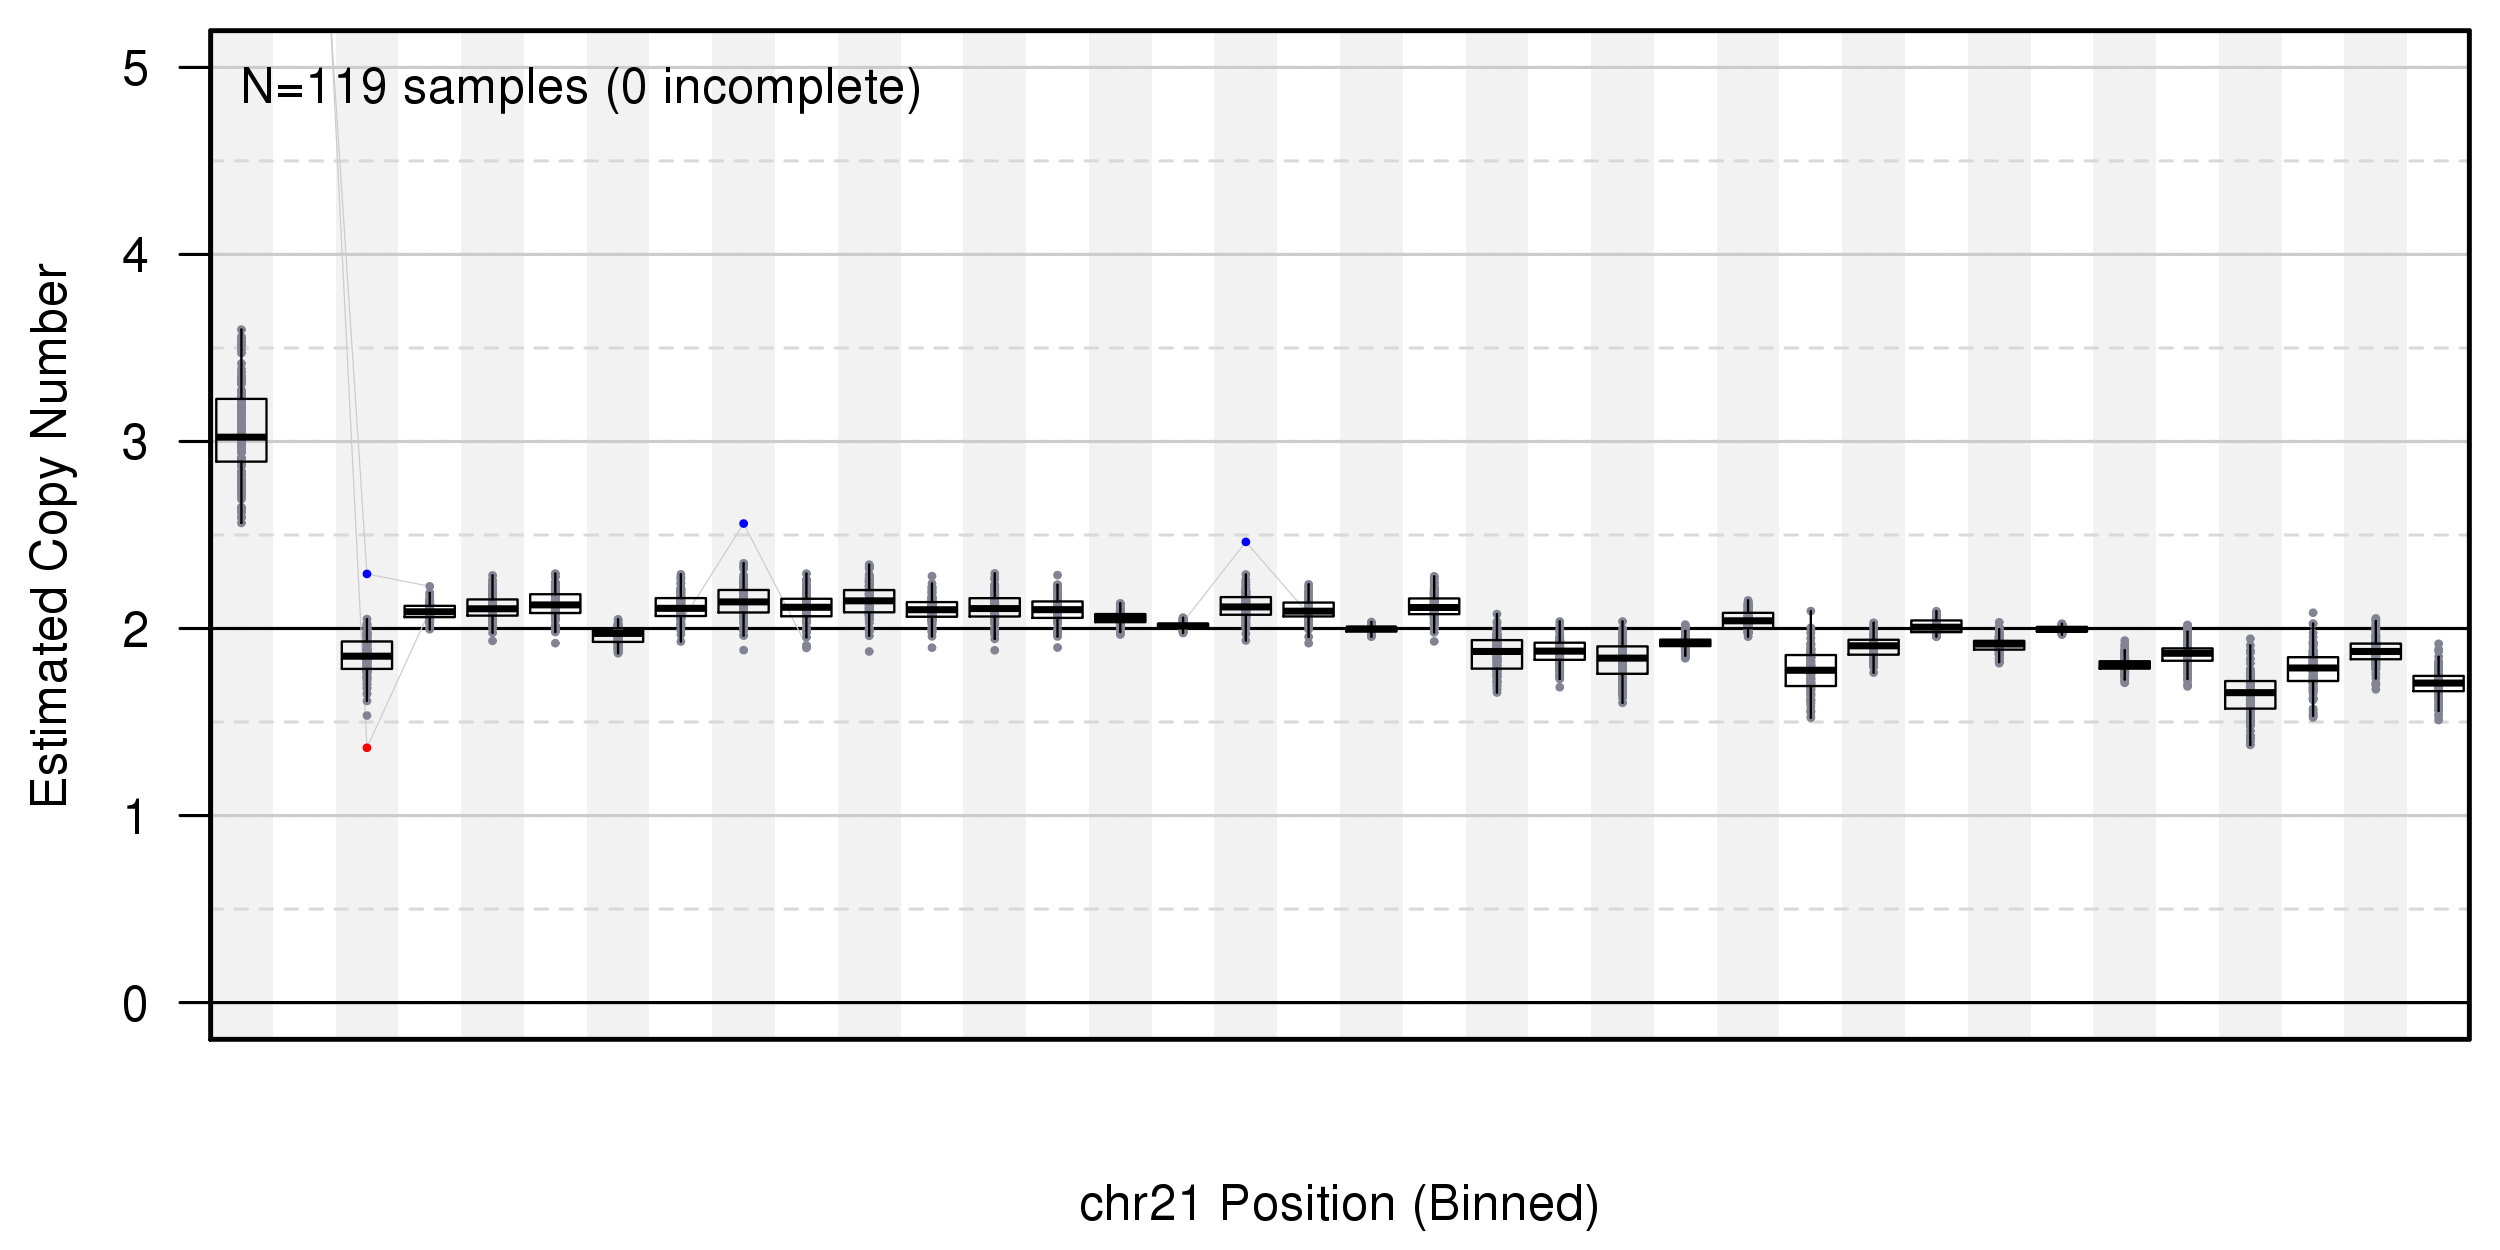 N=119 samples (0 incomplete)
5
4
3
2
1
0
Estimated Copy Number
chr21 Position (Binned)